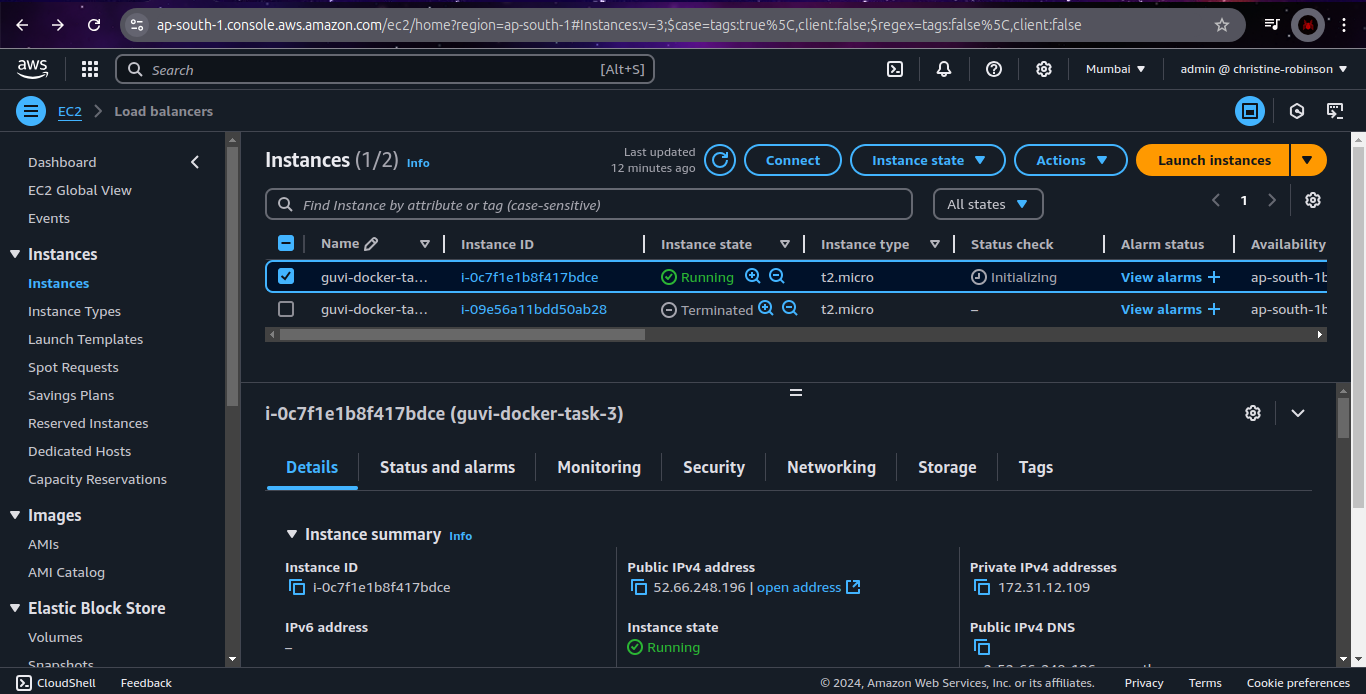 ap-south-1.console.aws.amazon.com/ec2/home?region=ap-south-1#Instances:v=3;$case=tags:true%5C,client:false;$regex=tags:false%5C,client:false
aws Search [Alt+S] Mumbai admin @ christine-robinson
EC2 Load balancers
Dashboard
EC2 Global View
Events
Instances
Instances
Instance Types
Launch Templates
Spot Requests
Savings Plans
Reserved Instances
Dedicated Hosts
Capacity Reservations
Images
AMIs
AMI Catalog
Elastic Block Store
Volumes
Snapshots
Instances (1/2) Info
Last updated
12 minutes ago
Connect Instance state Actions Launch instances
Find Instance by attribute or tag (case-sensitive) All states 1
Name Instance ID Instance state Instance type Status check Alarm status Availability
guvi-docker-ta... i-0c7f1e1b8f417bdce Running t2.micro Initializing View alarms + ap-south-1b
guvi-docker-ta... i-09e56a11bdd50ab28 Terminated t2.micro – View alarms + ap-south-1b
i-0c7f1e1b8f417bdce (guvi-docker-task-3)
Details Status and alarms Monitoring Security Networking Storage Tags
Instance summary Info
Instance ID
i-0c7f1e1b8f417bdce
Public IPv4 address
52.66.248.196 | open address
Private IPv4 addresses
172.31.12.109
IPv6 address
–
Instance state
Running
Public IPv4 DNS
CloudShell Feedback © 2024, Amazon Web Services, Inc. or its affiliates. Privacy Terms Cookie preferences